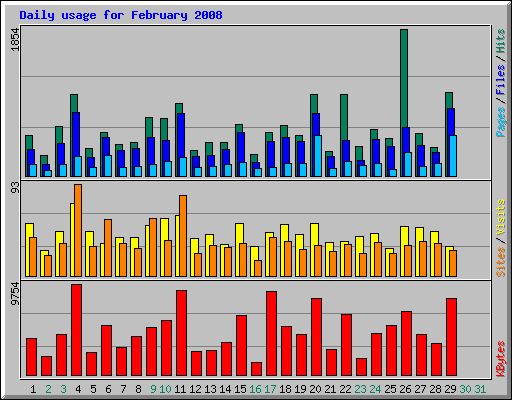 Daily usage for February 2008
1854
Pages / Files / Hits
93
Sites / Visits
9754
KBytes
1 2 3 4 5 6 7 8 9 10 11 12 13 14 15 16 17 18 19 20 21 22 23 24 25 26 27 28 29 30 31